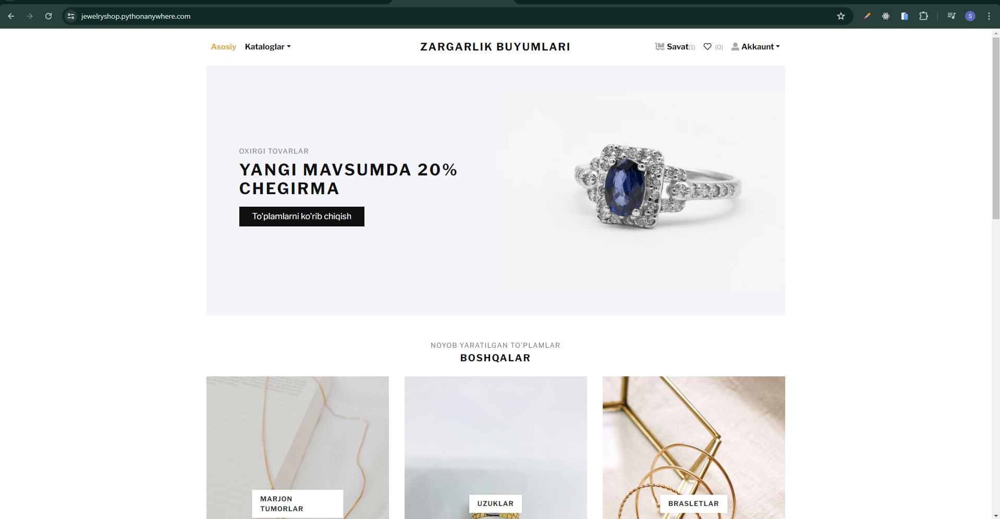 jewelryshop.pythonanywhere.com
S
Asosiy
Kataloglar
ZARGARLIK BUYUMLARI
Savat(1)
(0)
Akkaunt
OXIRGI TOVARLAR
YANGI MAVSUMDA 20%
CHEGIRMA
To'plamlarni ko'rib chiqish
NOYOB YARATILGAN TO'PLAMLAR
BOSHQALAR
MARJON
TUMORLAR
UZUKLAR
BRASLETLAR